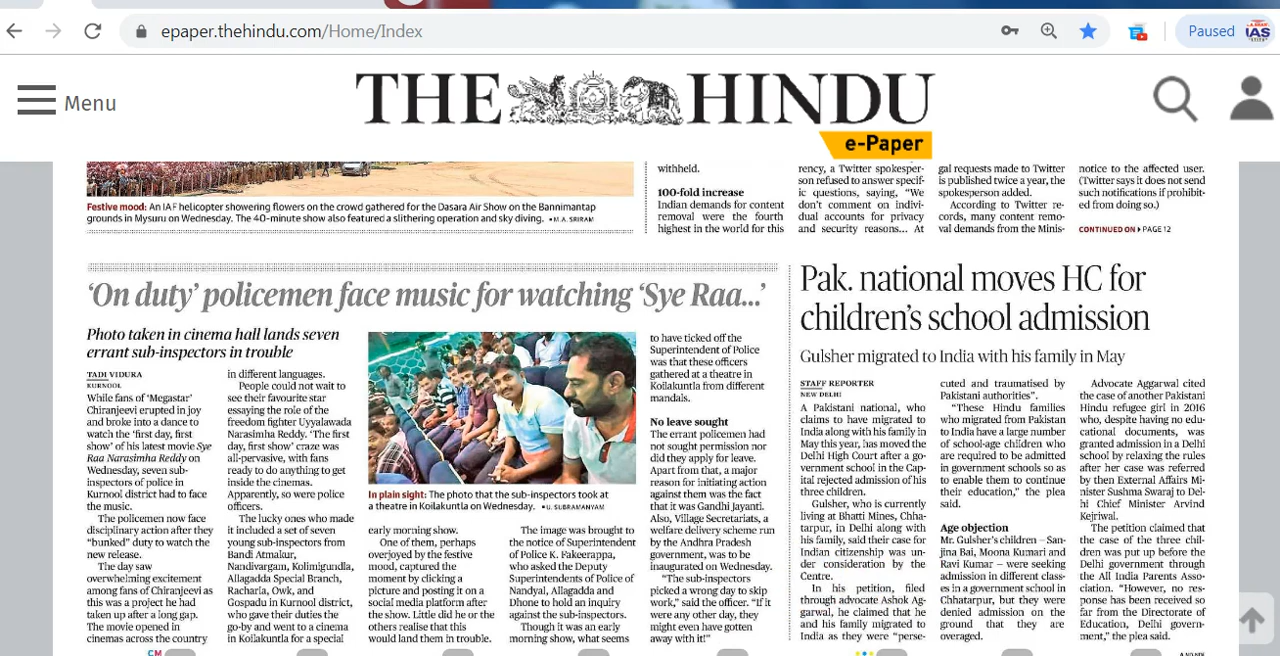 epaper.thehindu.com/Home/Index
Paused
IAS
Menu
THE HINDU
e-Paper
Festive mood: An IAF helicopter showering flowers on the crowd gathered for the Dasara Air Show on the Bannimantap
grounds in Mysuru on Wednesday. The 40-minute show also featured a slithering operation and sky diving. • M.A. SRIRAM
withheld.
100-fold increase
Indian demands for content
removal were the fourth
highest in the world for this
rency, a Twitter spokesper-
son refused to answer specif-
ic questions, saying, "We
don't comment on indivi-
dual accounts for privacy
and security reasons... At
gal requests made to Twitter
is published twice a year, the
spokesperson added.
According to Twitter re-
cords, many content remo-
val demands from the Minis-
notice to the affected user.
(Twitter says it does not send
such notifications if prohibit-
ed from doing so.)
CONTINUED ON PAGE 12
'On duty' policemen face music for watching 'Sye Raa...'
Photo taken in cinema hall lands seven
errant sub-inspectors in trouble
TADI VIDURA
KURNOOL
While fans of 'Megastar'
Chiranjeevi erupted in joy
and broke into a dance to
watch the 'first day, first
show' of his latest movie Sye
Raa Narasimha Reddy on
Wednesday, seven sub-
inspectors of police in
Kurnool district had to face
the music.
The policemen now face
disciplinary action after they
"bunked" duty to watch the
new release.
The day saw
overwhelming excitement
among fans of Chiranjeevi as
this was a project he had
taken up after a long gap.
The movie opened in
cinemas across the country
in different languages.
People could not wait to
see their favourite star
essaying the role of the
freedom fighter Uyyalawada
Narasimha Reddy. 'The first
day, first show' craze was
all-pervasive, with fans
ready to do anything to get
inside the cinemas.
Apparently, so were police
officers.
The lucky ones who made
it included a set of seven
young sub-inspectors from
Bandi Atmakur,
Nandivargam, Kolimigundla,
Allagadda Special Branch,
Racharla, Owk, and
Gospadu in Kurnool district,
who gave their duties the
go-by and went to a cinema
in Koilakuntla for a special
In plain sight: The photo that the sub-inspectors took at
a theatre in Koilakuntla on Wednesday. • U. SUBRAMANYAM
early morning show.
One of them, perhaps
overjoyed by the festive
mood, captured the
moment by clicking a
picture and posting it on a
social media platform after
the show. Little did he or the
others realise that this
would land them in trouble.
The image was brought to
the notice of Superintendent
of Police K. Fakeerappa,
who asked the Deputy
Superintendents of Police of
Nandyal, Allagadda and
Dhone to hold an inquiry
against the sub-inspectors.
Though it was an early
morning show, what seems
to have ticked off the
Superintendent of Police
was that these officers
gathered at a theatre in
Koilakuntla from different
mandals.
No leave sought
The errant policemen had
not sought permission nor
did they apply for leave.
Apart from that, a major
reason for initiating action
against them was the fact
that it was Gandhi Jayanti.
Also, Village Secretariats, a
welfare delivery scheme run
by the Andhra Pradesh
government, was to be
inaugurated on Wednesday.
"The sub-inspectors
picked a wrong day to skip
work," said the officer. "If it
were any other day, they
might even have gotten
away with it!"
Pak. national moves HC for
children's school admission
Gulsher migrated to India with his family in May
STAFF REPORTER
NEW DELHI
A Pakistani national, who
claims to have migrated to
India along with his family in
May this year, has moved the
Delhi High Court after a go-
vernment school in the Cap-
ital rejected admission of his
three children.
Gulsher, who is currently
living at Bhatti Mines, Chha-
tarpur, in Delhi along with
his family, said their case for
Indian citizenship was un-
der consideration by the
Centre.
In his petition, filed
through advocate Ashok Ag-
garwal, he claimed that he
and his family migrated to
India as they were "perse-
cuted and traumatised by
Pakistani authorities".
"These Hindu families
who migrated from Pakistan
to India have a large number
of school-age children who
are required to be admitted
in government schools so as
to enable them to continue
their education," the plea
said.
Age objection
Mr. Gulsher's children – San-
jina Bai, Moona Kumari and
Ravi Kumar – were seeking
admission in different class-
es in a government school in
Chhatarpur, but they were
denied admission on the
ground that they are
overaged.
Advocate Aggarwal cited
the case of another Pakistani
Hindu refugee girl in 2016
who, despite having no edu-
cational documents, was
granted admission in a Delhi
school by relaxing the rules
after her case was referred
by then External Affairs Mi-
nister Sushma Swaraj to Del-
hi Chief Minister Arvind
Kejriwal.
The petition claimed that
the case of the three chil-
dren was put up before the
Delhi government through
the All India Parents Asso-
ciation. "However, no res-
ponse has been received so
far from the Directorate of
Education, Delhi govern-
ment," the plea said.
CM